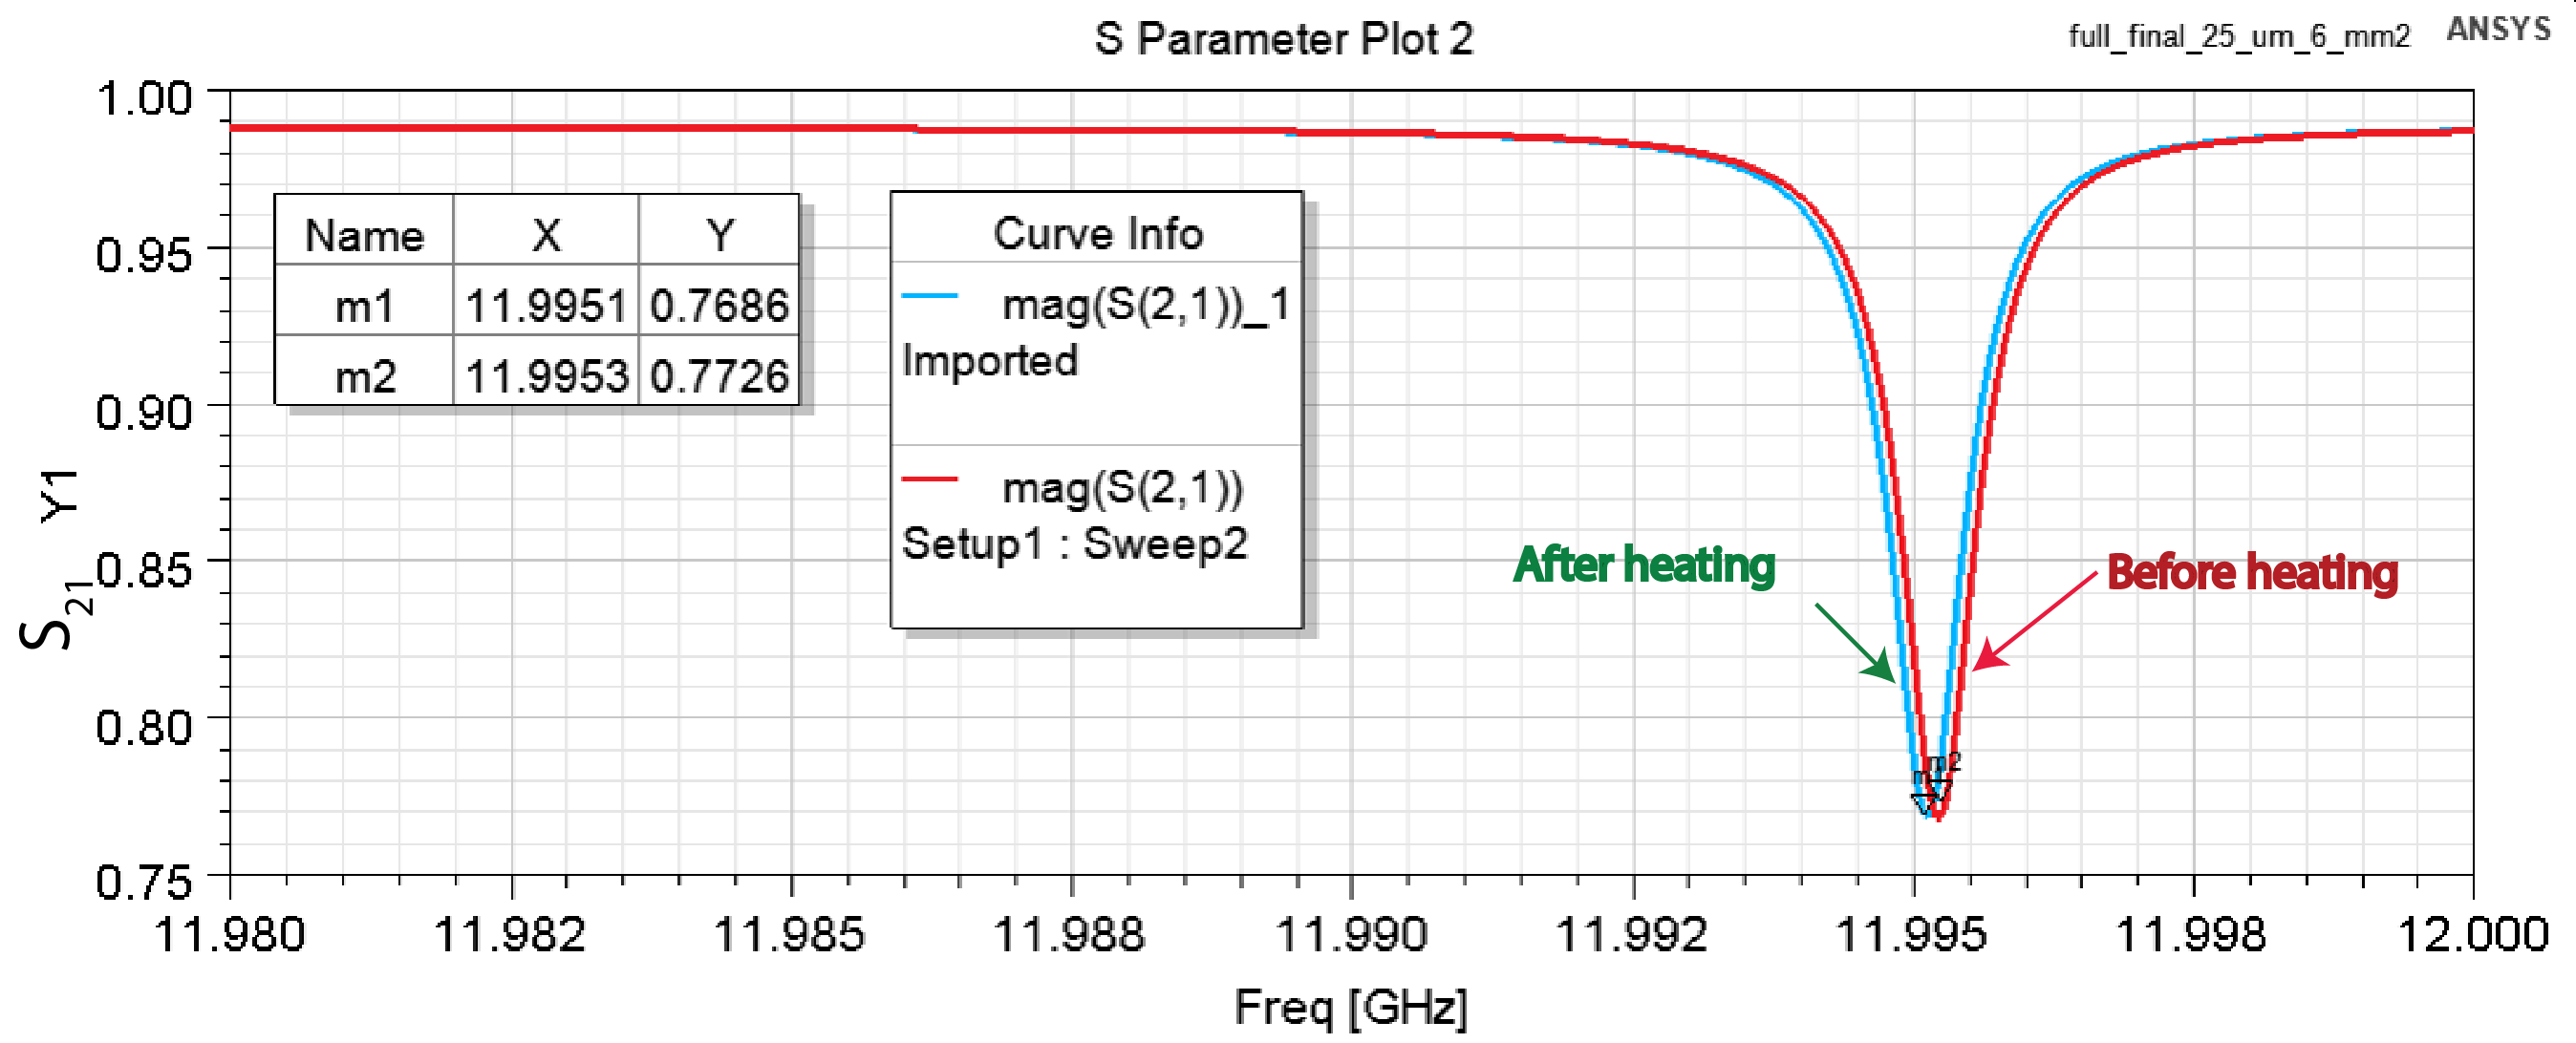 S Parameter Plot 2
full_final_25_um_6_mm2
ANSYS
1.00
0.95
0.90
0.85
0.80
0.75
S21 Y1
Name X Y
m1 11.9951 0.7686
m2 11.9953 0.7726
Curve Info
mag(S(2,1))_1
Imported
mag(S(2,1))
Setup1 : Sweep2
After heating
Before heating
m2
11.980 11.982 11.985 11.988 11.990 11.992 11.995 11.998 12.000
Freq [GHz]